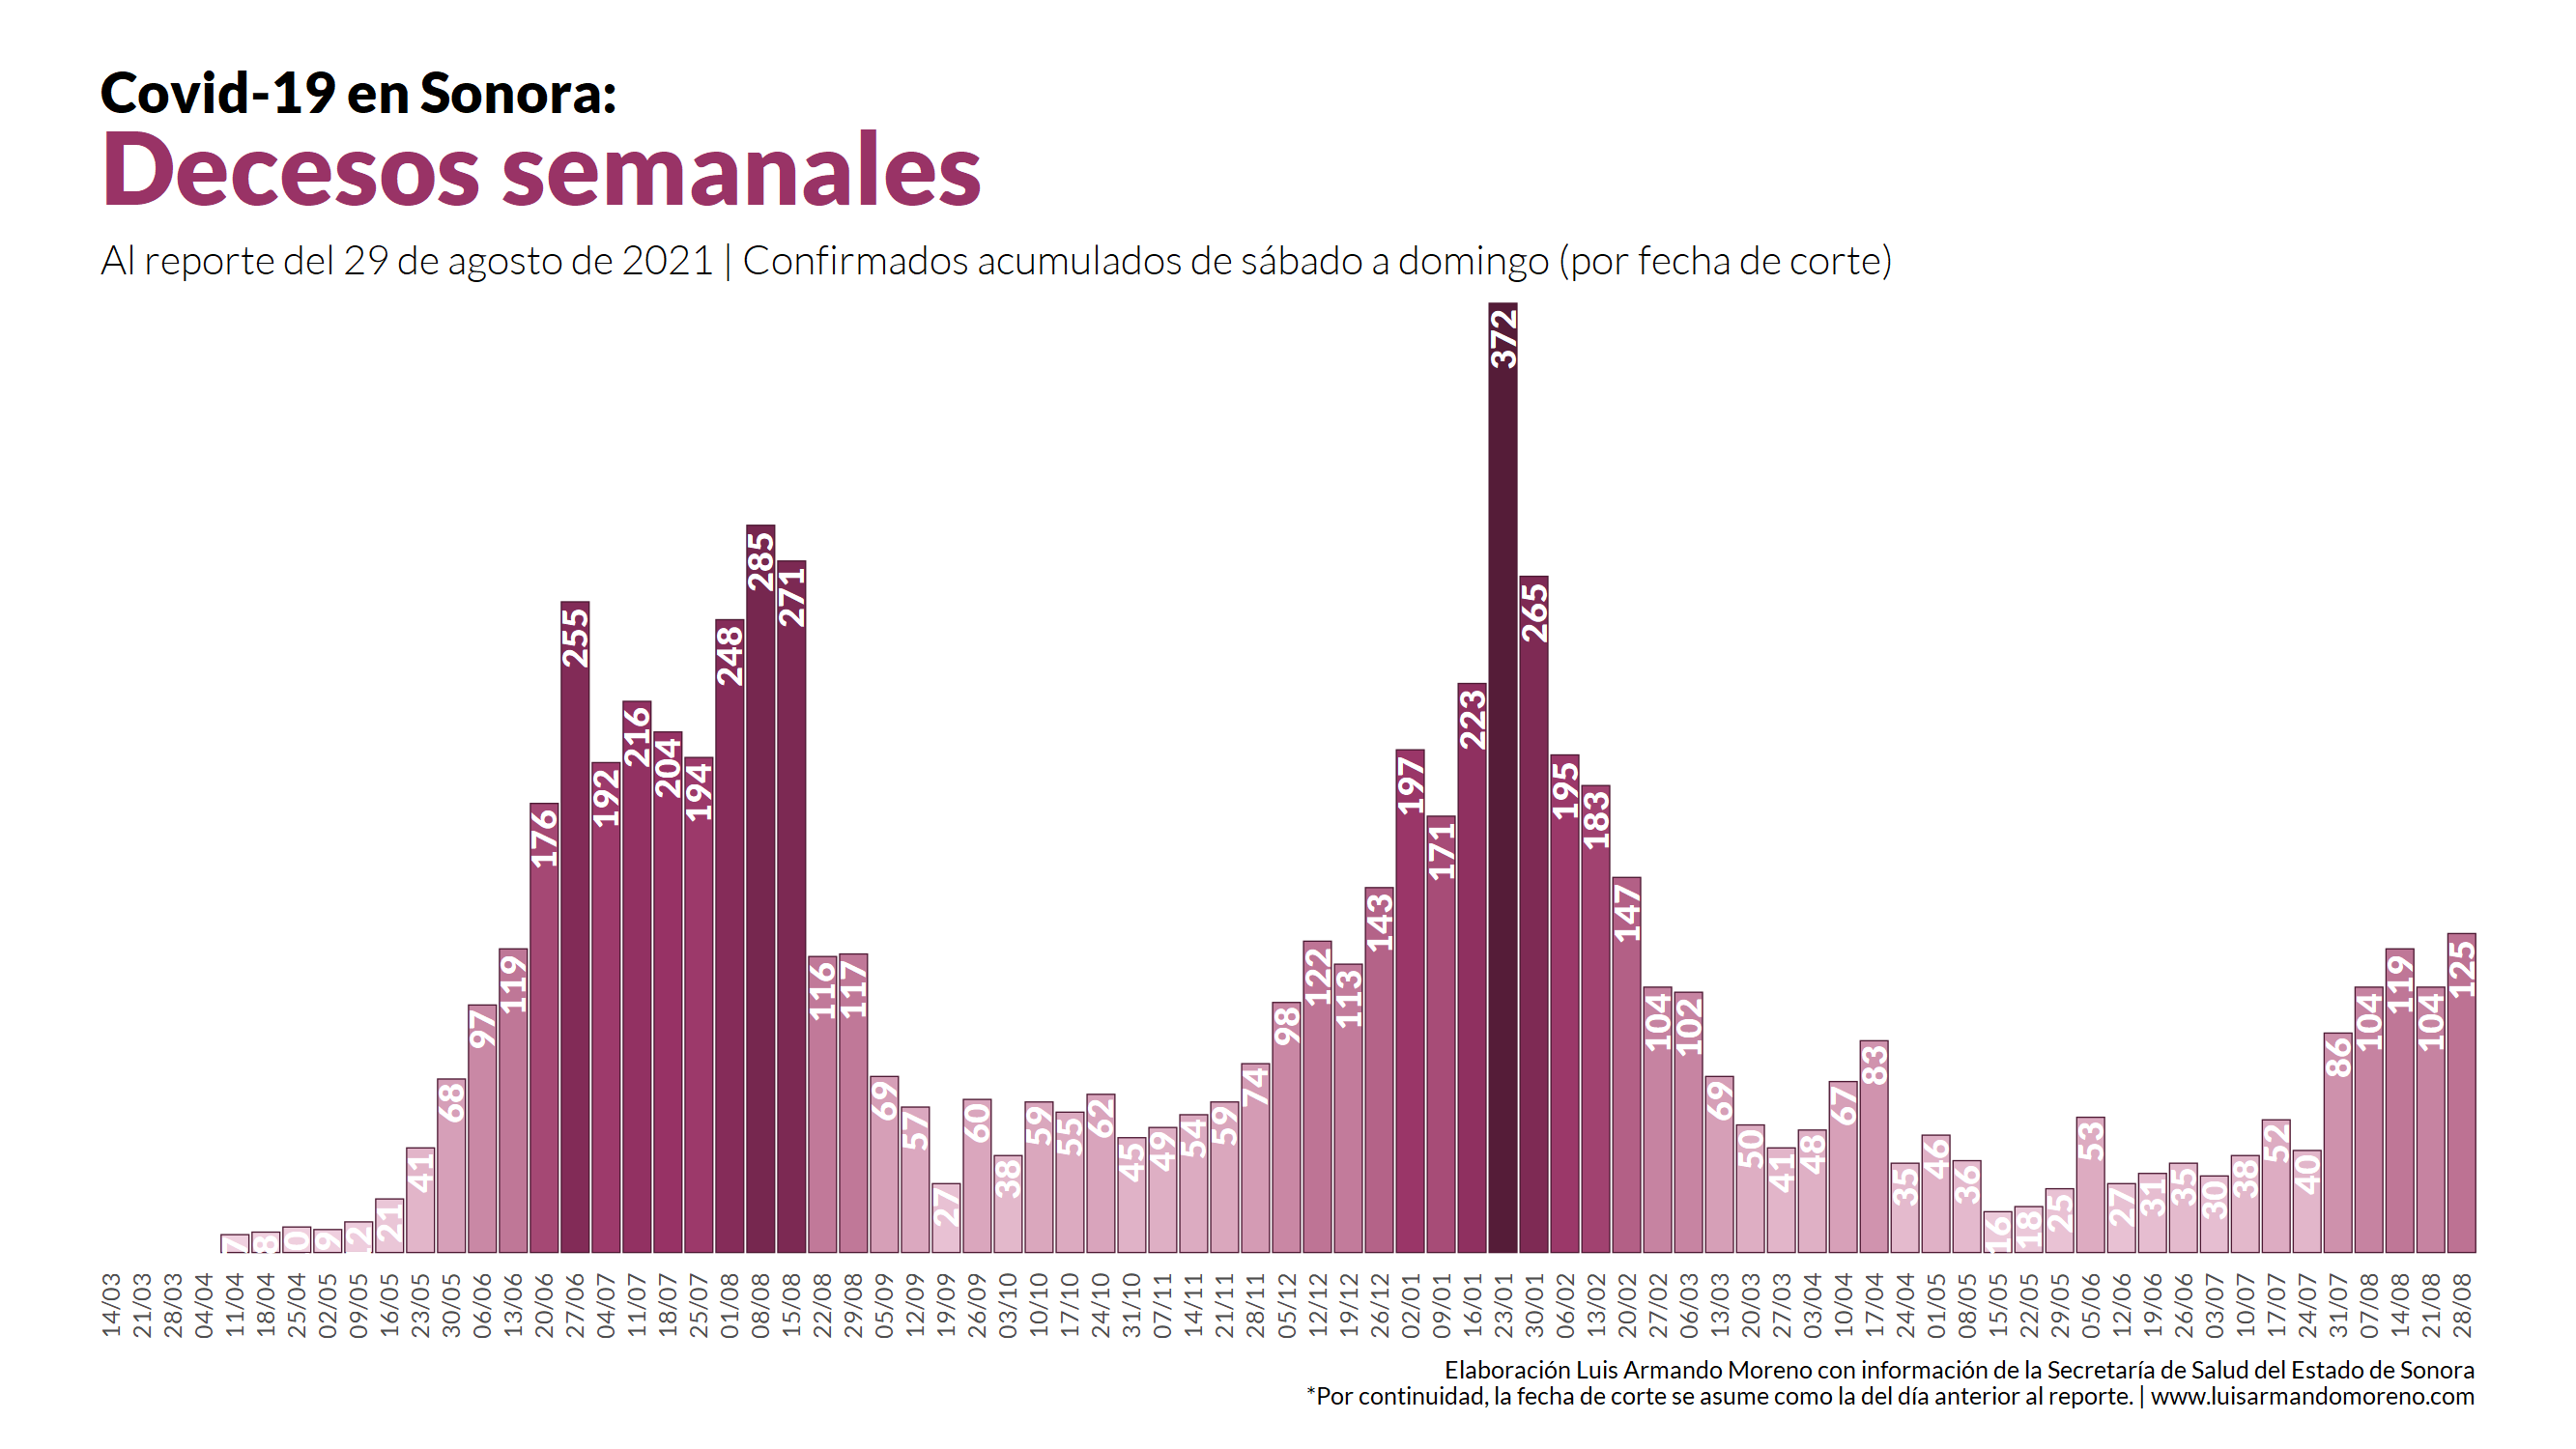 Covid-19 en Sonora:
Decesos semanales
Al reporte del 29 de agosto de 2021 | Confirmados acumulados de sábado a domingo (por fecha de corte)
7 8 0 9 2 21 41 68 97 119 176 255 192 216 204 194 248 285 271 116 117 69 57 27 60 38 59 55 62 45 49 54 59 74 98 122 113 143 197 171 223 372 265 195 183 147 104 102 69 50 41 48 67 83 35 46 36 16 18 25 53 27 31 35 30 38 52 40 86 104 119 104 125
14/03 21/03 28/03 04/04 11/04 18/04 25/04 02/05 09/05 16/05 23/05 30/05 06/06 13/06 20/06 27/06 04/07 11/07 18/07 25/07 01/08 08/08 15/08 22/08 29/08 05/09 12/09 19/09 26/09 03/10 10/10 17/10 24/10 31/10 07/11 14/11 21/11 28/11 05/12 12/12 19/12 26/12 02/01 09/01 16/01 23/01 30/01 06/02 13/02 20/02 27/02 06/03 13/03 20/03 27/03 03/04 10/04 17/04 24/04 01/05 08/05 15/05 22/05 29/05 05/06 12/06 19/06 26/06 03/07 10/07 17/07 24/07 31/07 07/08 14/08 21/08 28/08
Elaboración Luis Armando Moreno con información de la Secretaría de Salud del Estado de Sonora
*Por continuidad, la fecha de corte se asume como la del día anterior al reporte. | www.luisarmandomoreno.com